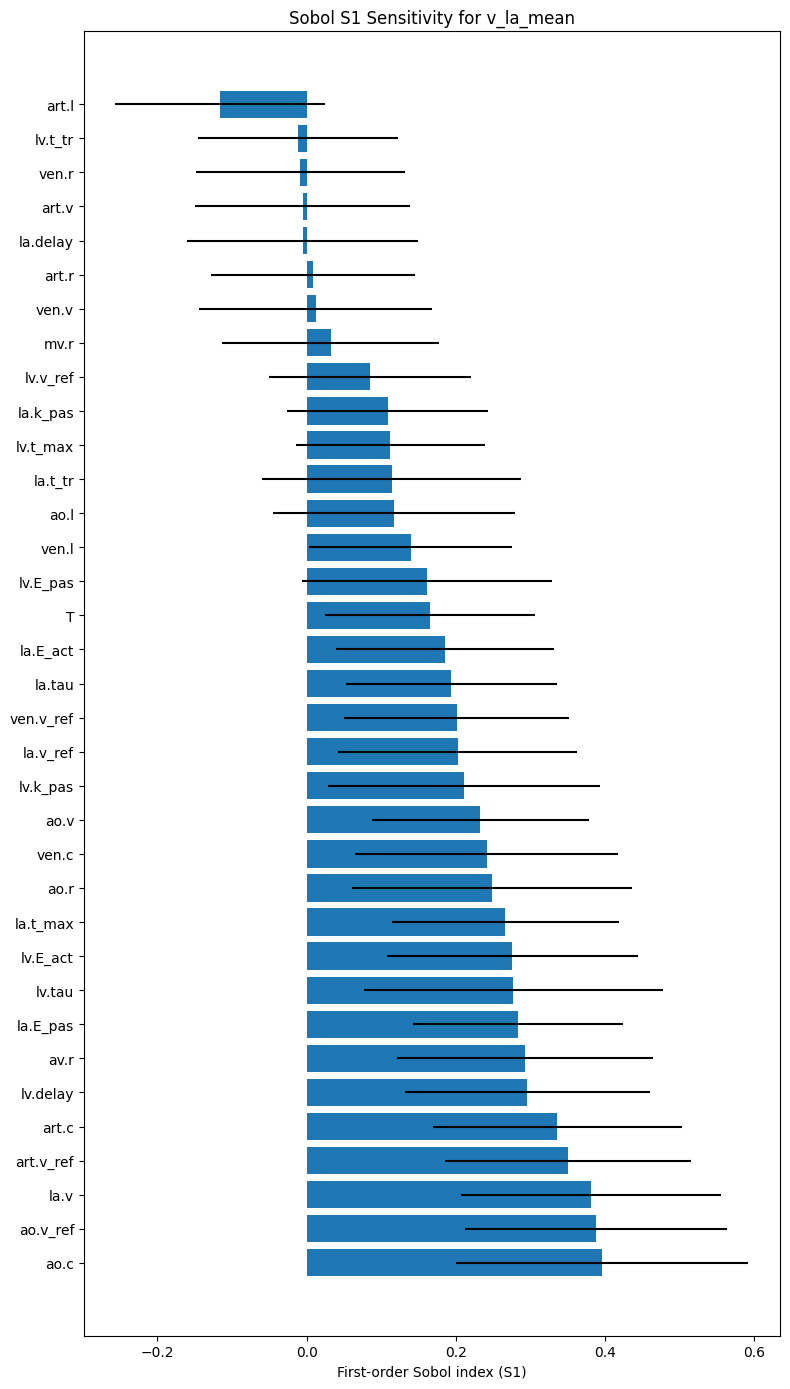 Sobol S1 Sensitivity for v_la_mean
art.l
lv.t_tr
ven.r
art.v
la.delay
art.r
ven.v
mv.r
lv.v_ref
la.k_pas
lv.t_max
la.t_tr
ao.l
ven.l
lv.E_pas
T
la.E_act
la.tau
ven.v_ref
la.v_ref
lv.k_pas
ao.v
ven.c
ao.r
la.t_max
lv.E_act
lv.tau
la.E_pas
av.r
lv.delay
art.c
art.v_ref
la.v
ao.v_ref
ao.c
−0.2 0.0 0.2 0.4 0.6
First-order Sobol index (S1)